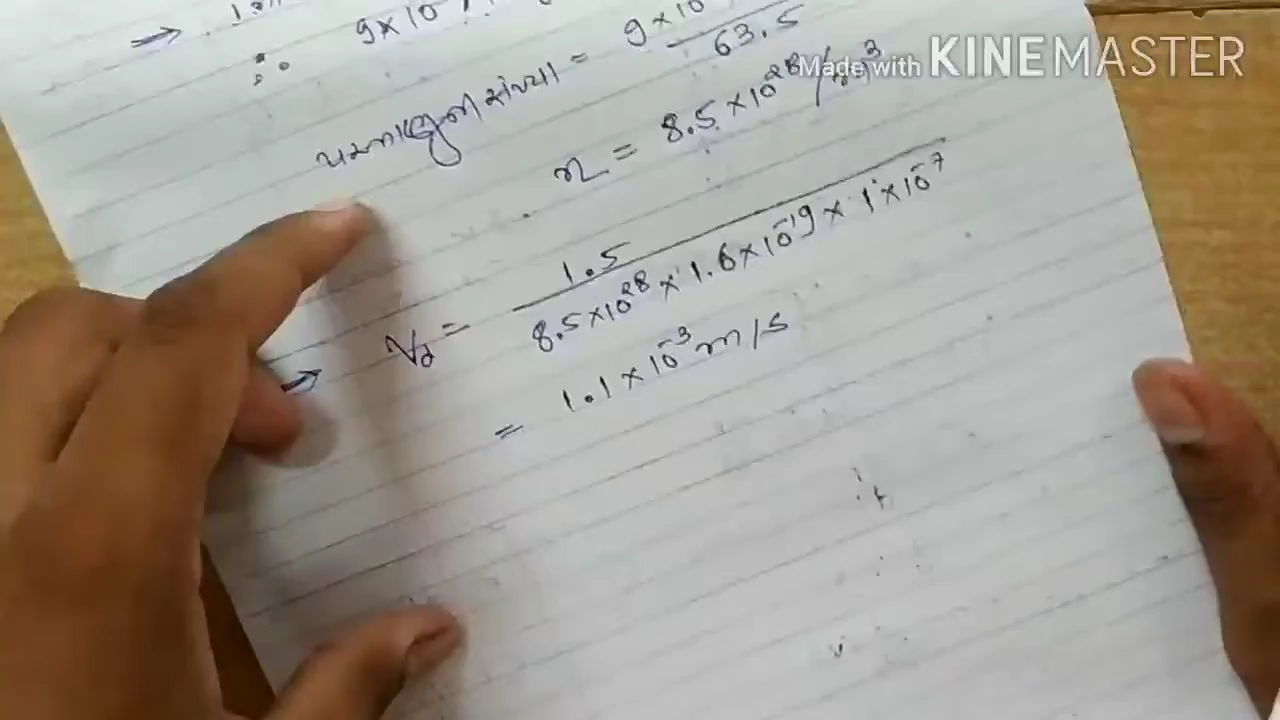 ⇒
∴ 9×10
પરમાણુની સંખ્યા = 9×10 / 63.5
n = 8.5×10²⁸/m³
⇒ Vd = 1.5 / 8.5×10²⁸ × 1.6×10⁻¹⁹ × 1×10⁻⁷
= 1.1×10⁻³ m/s
Made with KINEMASTER